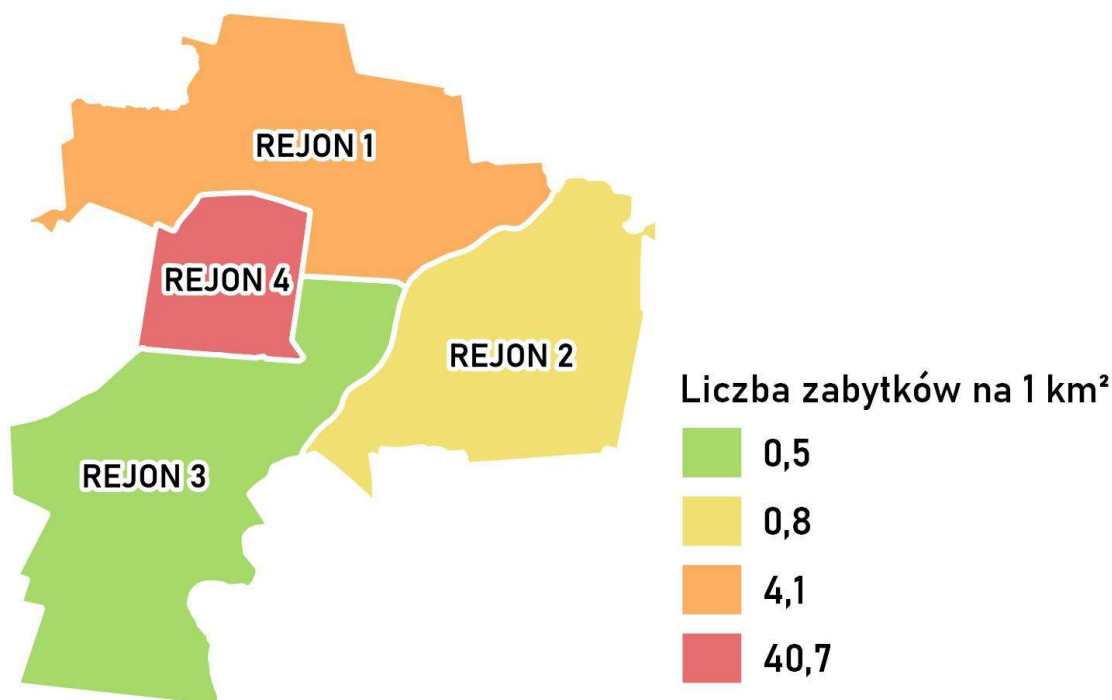 REJON 1
REJON 4
REJON 2
REJON 3
Liczba zabytków na 1 km²
0,5
0,8
4,1
40,7